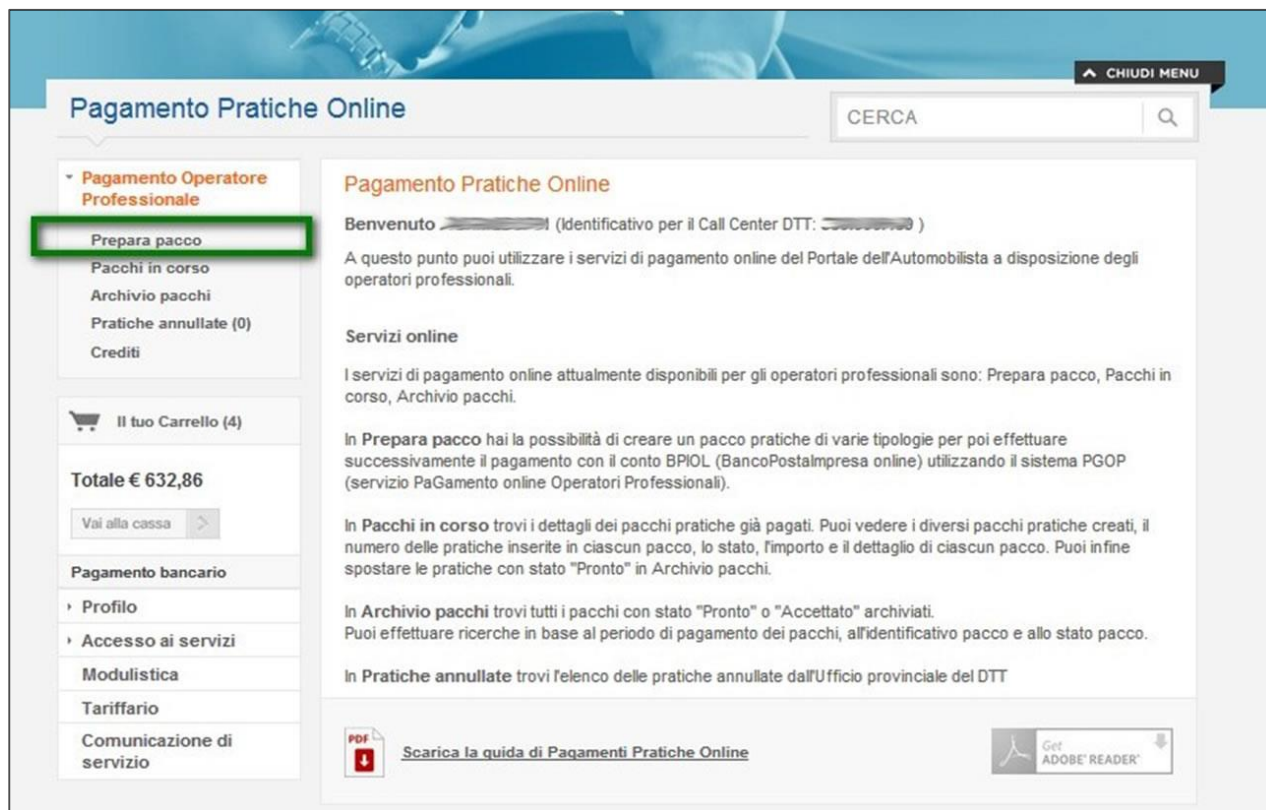 CHIUDI MENU
Pagamento Pratiche Online
CERCA
Pagamento Operatore
Professionale
Prepara pacco
Pacchi in corso
Archivio pacchi
Pratiche annullate (0)
Crediti
Il tuo Carrello (4)
Totale € 632,86
Vai alla cassa
Pagamento bancario
Profilo
Accesso ai servizi
Modulistica
Tariffario
Comunicazione di
servizio
Pagamento Pratiche Online
Benvenuto (Identificativo per il Call Center DTT: )
A questo punto puoi utilizzare i servizi di pagamento online del Portale dell'Automobilista a disposizione degli
operatori professionali.
Servizi online
I servizi di pagamento online attualmente disponibili per gli operatori professionali sono: Prepara pacco, Pacchi in
corso, Archivio pacchi.
In Prepara pacco hai la possibilità di creare un pacco pratiche di varie tipologie per poi effettuare
successivamente il pagamento con il conto BPIOL (BancoPostaImpresa online) utilizzando il sistema PGOP
(servizio PaGamento online Operatori Professionali).
In Pacchi in corso trovi i dettagli dei pacchi pratiche già pagati. Puoi vedere i diversi pacchi pratiche creati, il
numero delle pratiche inserite in ciascun pacco, lo stato, l'importo e il dettaglio di ciascun pacco. Puoi infine
spostare le pratiche con stato "Pronto" in Archivio pacchi.
In Archivio pacchi trovi tutti i pacchi con stato "Pronto" o "Accettato" archiviati.
Puoi effettuare ricerche in base al periodo di pagamento dei pacchi, all'identificativo pacco e allo stato pacco.
In Pratiche annullate trovi l'elenco delle pratiche annullate dall'Ufficio provinciale del DTT
PDF
Scarica la guida di Pagamenti Pratiche Online
Get
ADOBE® READER®